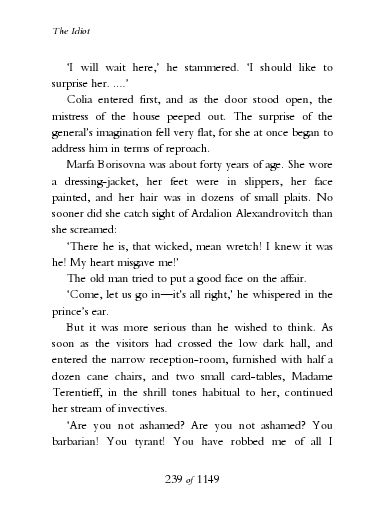 The Idiot
‘I will wait here,’ he stammered. ‘I should like to
surprise her. ....’
Colia entered first, and as the door stood open, the
mistress of the house peeped out. The surprise of the
general’s imagination fell very flat, for she at once began to
address him in terms of reproach.
Marfa Borisovna was about forty years of age. She wore
a dressing-jacket, her feet were in slippers, her face
painted, and her hair was in dozens of small plaits. No
sooner did she catch sight of Ardalion Alexandrovitch than
she screamed:
‘There he is, that wicked, mean wretch! I knew it was
he! My heart misgave me!’
The old man tried to put a good face on the affair.
‘Come, let us go in—it’s all right,’ he whispered in the
prince’s ear.
But it was more serious than he wished to think. As
soon as the visitors had crossed the low dark hall, and
entered the narrow reception-room, furnished with half a
dozen cane chairs, and two small card-tables, Madame
Terentieff, in the shrill tones habitual to her, continued
her stream of invectives.
‘Are you not ashamed? Are you not ashamed? You
barbarian! You tyrant! You have robbed me of all I
239 of 1149